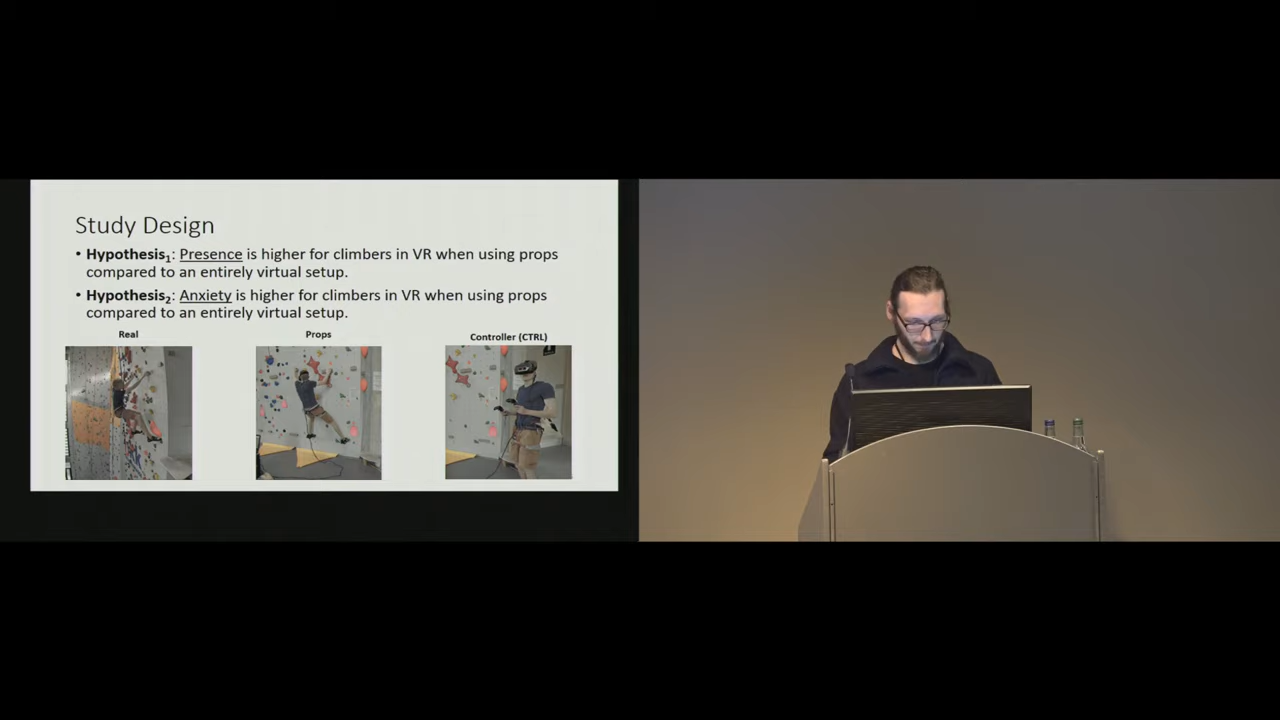 Study Design
• Hypothesis₁: Presence is higher for climbers in VR when using props
compared to an entirely virtual setup.
• Hypothesis₂: Anxiety is higher for climbers in VR when using props
compared to an entirely virtual setup.
Real
Props
Controller (CTRL)